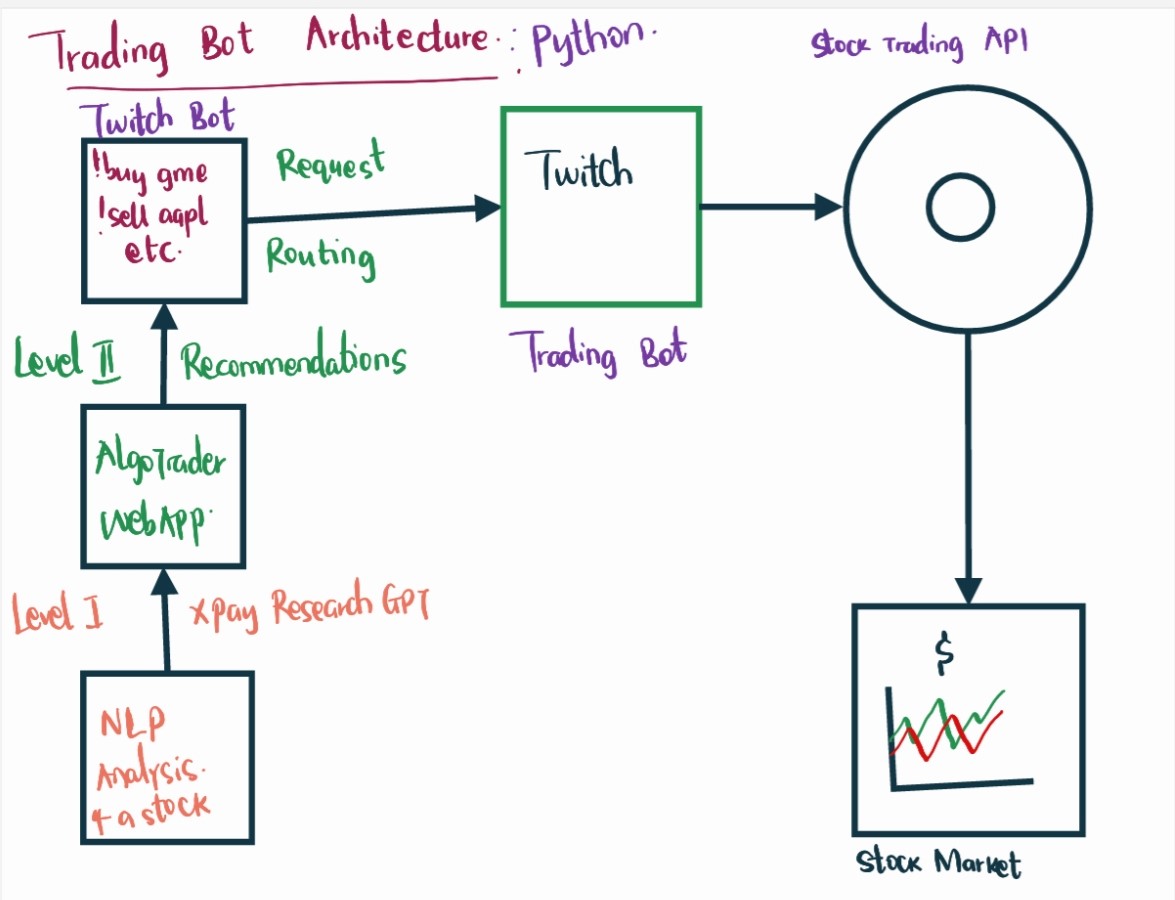 Trading Bot Architecture : Python.
Stock Trading API
Twitch Bot
!buy gme
!sell aapl
etc.
Request
Routing
Twitch
Trading Bot
Level II
Recommendations
AlgoTrader
WebApp.
Level I
XPay Research GPT
NLP
Analysis.
4 a stock
$
Stock Market